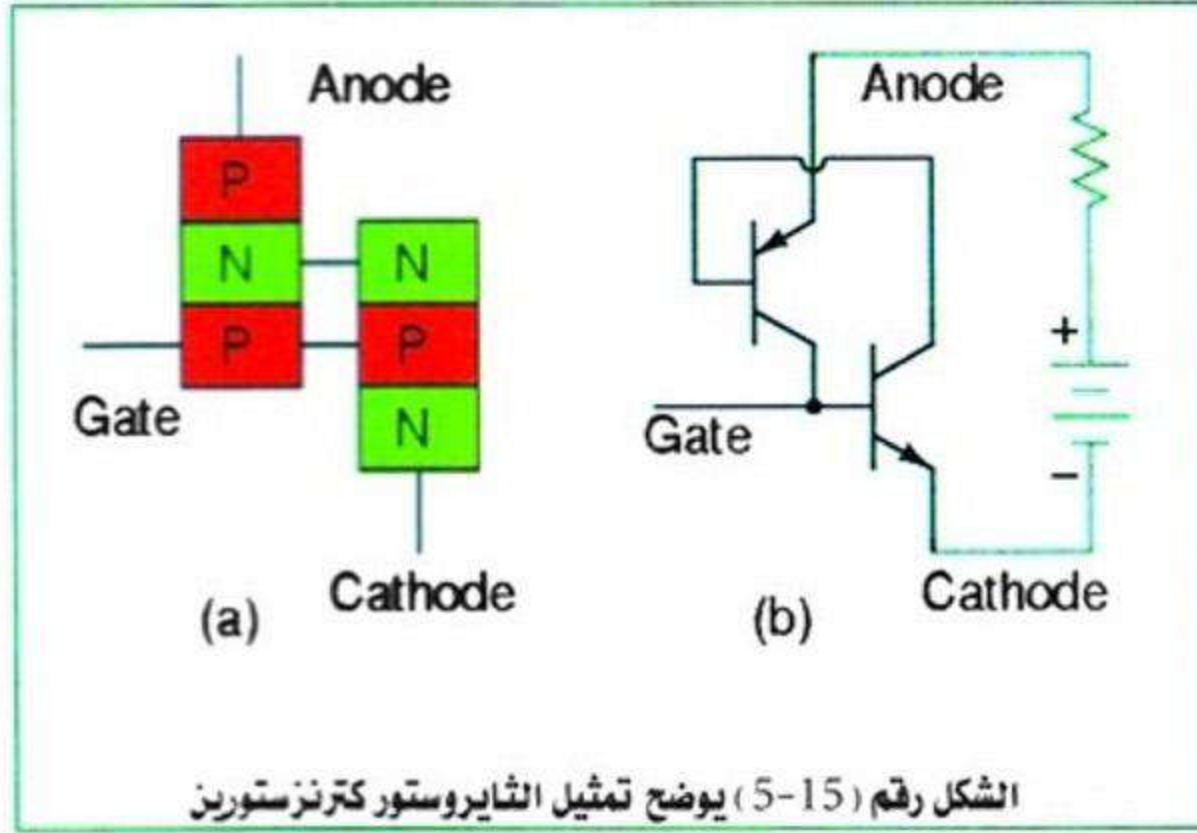 Anode
P
N
N
P
P
Gate
N
Cathode
(a)
Anode
+
Gate
−
Cathode
(b)
الشكل رقم (15-5) يوضح تمثيل الثايروستور كترنزستورين